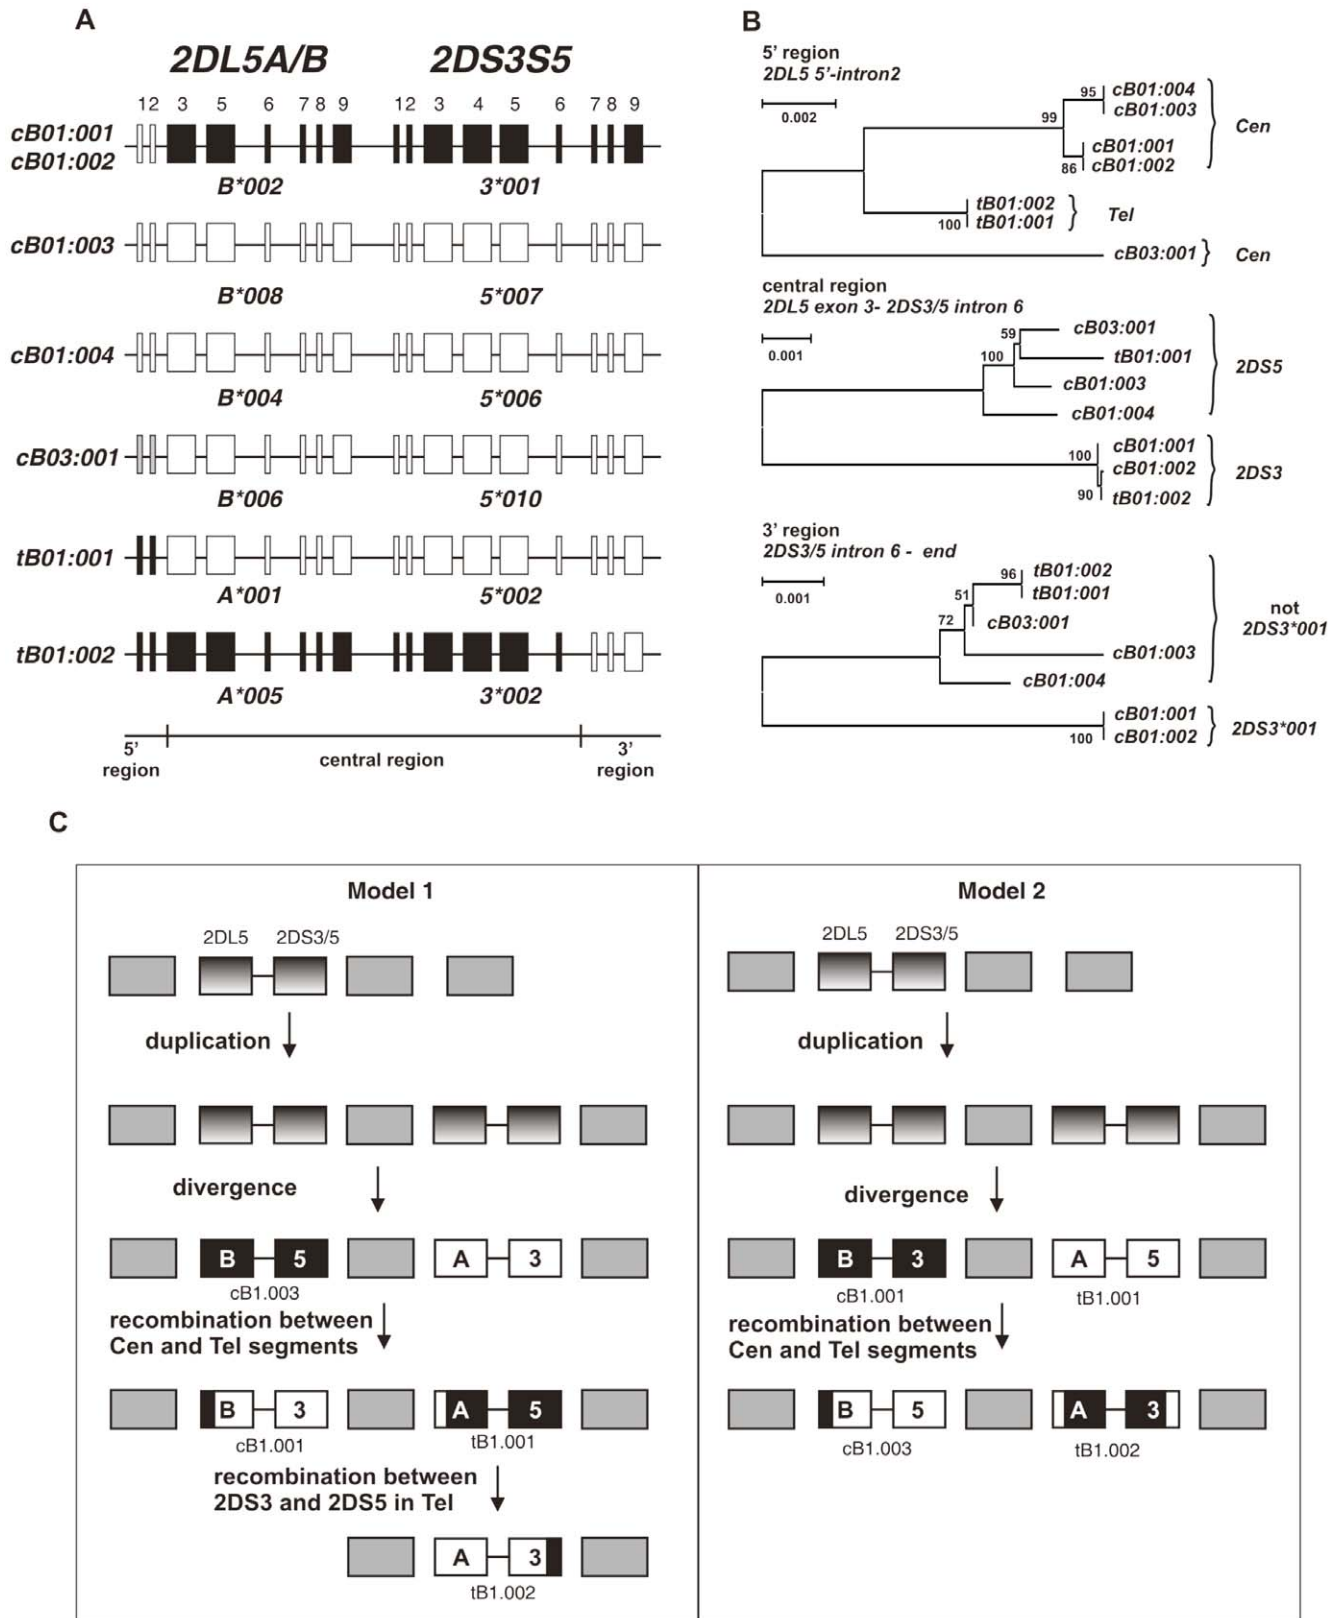 A
2DL5A/B 2DS3S5
12 3 5 6 7 8 9 12 3 4 5 6 7 8 9
cB01:001
cB01:002
B*002 3*001
cB01:003
B*008 5*007
cB01:004
B*004 5*006
cB03:001
B*006 5*010
tB01:001
A*001 5*002
tB01:002
A*005 3*002
5' region
central region
3' region
B
5' region
2DL5 5'-intron2
0.002
95
cB01:004
cB01:003
99
Cen
cB01:001
86 cB01:002
tB01:002
100 tB01:001
Tel
cB03:001 Cen
central region
2DL5 exon 3- 2DS3/5 intron 6
0.001
59
cB03:001
100
tB01:001
2DS5
cB01:003
cB01:004
100
cB01:001
cB01:002
2DS3
90 tB01:002
3' region
2DS3/5 intron 6 - end
0.001
96
tB01:002
tB01:001
51
cB03:001
not
2DS3*001
72
cB01:003
cB01:004
cB01:001
100 cB01:002
2DS3*001
C
Model 1
2DL5 2DS3/5
duplication
divergence
B 5 A 3
cB1.003
recombination between
Cen and Tel segments
B 3 A 5
cB1.001 tB1.001
recombination between
2DS3 and 2DS5 in Tel
A 3
tB1.002
Model 2
2DL5 2DS3/5
duplication
divergence
B 3 A 5
cB1.001 tB1.001
recombination between
Cen and Tel segments
B 5 A 3
cB1.003 tB1.002